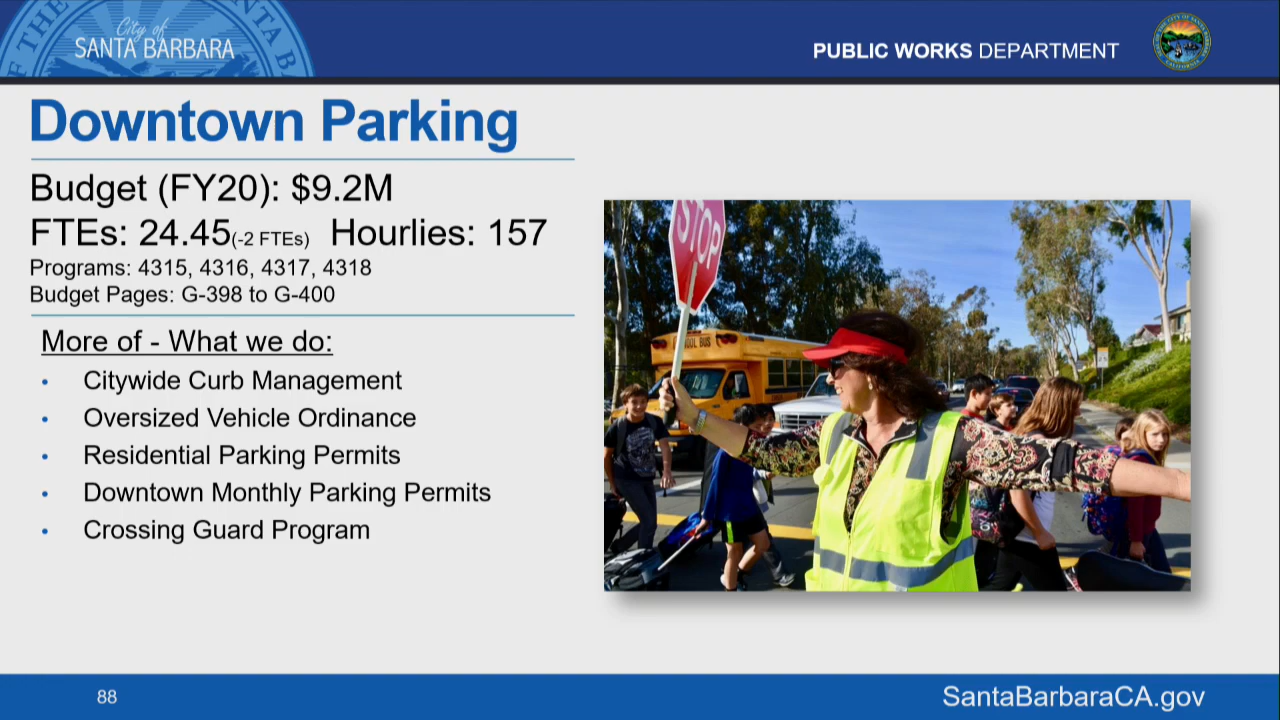 City of
SANTA BARBARA
PUBLIC WORKS DEPARTMENT
Downtown Parking
Budget (FY20): $9.2M
FTEs: 24.45(-2 FTEs) Hourlies: 157
Programs: 4315, 4316, 4317, 4318
Budget Pages: G-398 to G-400
More of - What we do:
• Citywide Curb Management
• Oversized Vehicle Ordinance
• Residential Parking Permits
• Downtown Monthly Parking Permits
• Crossing Guard Program
STOP
SCHOOL BUS
88
SantaBarbaraCA.gov